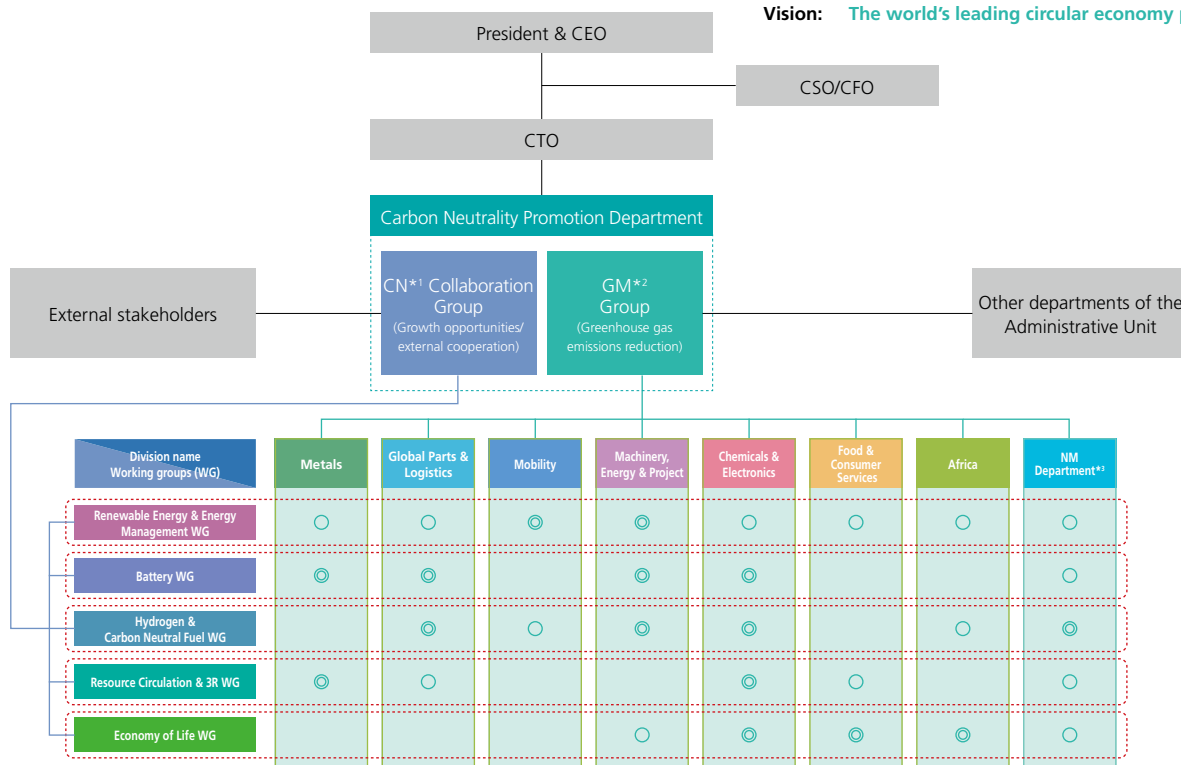 Vision: The world's leading circular economy p
President & CEO
CSO/CFO
CTO
Carbon Neutrality Promotion Department
CN*1 Collaboration
Group
(Growth opportunities/
external cooperation)
GM*2
Group
(Greenhouse gas
emissions reduction)
External stakeholders
Other departments of the
Administrative Unit
Division name
Working groups (WG)
Metals
Global Parts &
Logistics
Mobility
Machinery,
Energy & Project
Chemicals &
Electronics
Food &
Consumer
Services
Africa
NM
Department*3
Renewable Energy & Energy
Management WG
○ ○ ◎ ◎ ○ ○ ○ ○
Battery WG
◎ ◎ ◎ ◎ ○
Hydrogen &
Carbon Neutral Fuel WG
◎ ○ ◎ ◎ ○ ◎
Resource Circulation & 3R WG
◎ ○ ◎ ○ ○
Economy of Life WG
○ ◎ ◎ ◎ ○